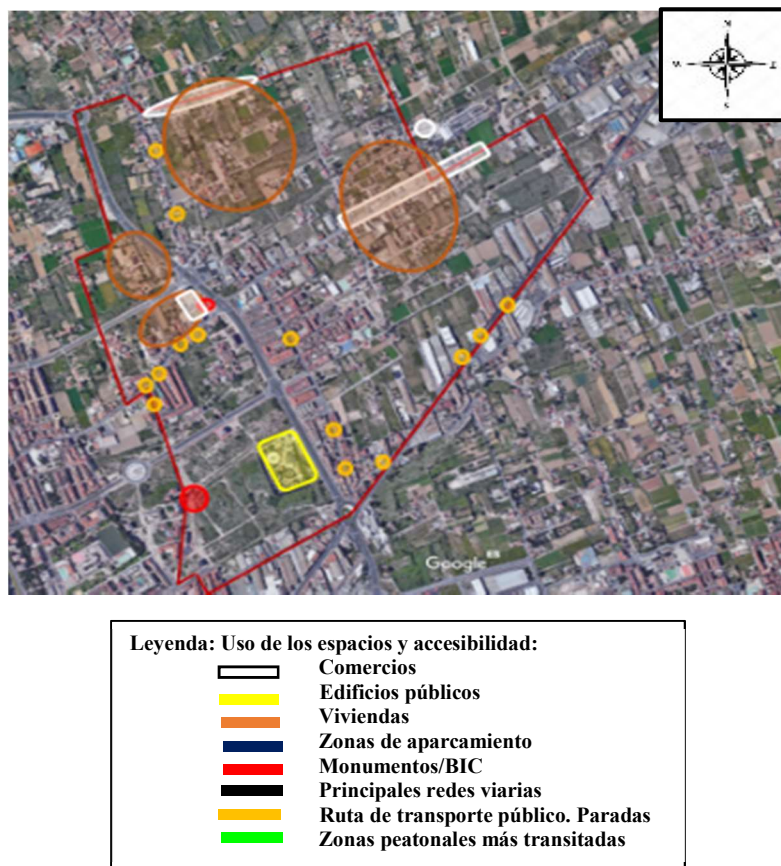 N
W
E
S
Google
Leyenda: Uso de los espacios y accesibilidad:
Comercios
Edificios públicos
Viviendas
Zonas de aparcamiento
Monumentos/BIC
Principales redes viarias
Ruta de transporte público. Paradas
Zonas peatonales más transitadas